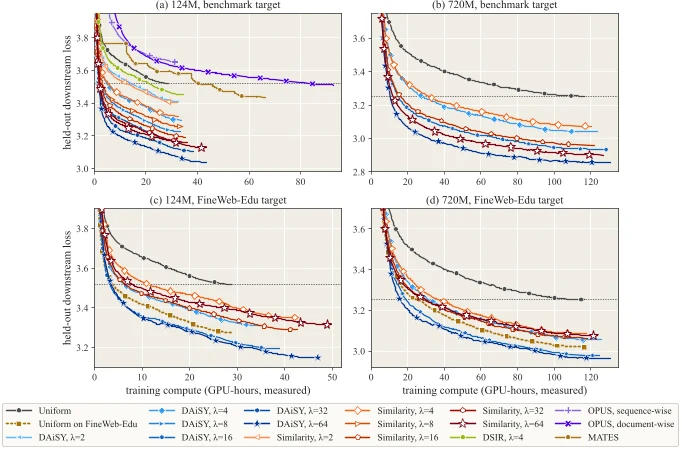 (a) 124M, benchmark target
(b) 720M, benchmark target
held-out downstream loss
3.8
3.6
3.4
3.2
3.0
0 20 40 60 80
3.6
3.4
3.2
3.0
2.8
0 20 40 60 80 100 120
(c) 124M, FineWeb-Edu target
(d) 720M, FineWeb-Edu target
held-out downstream loss
3.8
3.6
3.4
3.2
0 10 20 30 40 50
training compute (GPU-hours, measured)
3.6
3.4
3.2
3.0
0 20 40 60 80 100 120
training compute (GPU-hours, measured)
Uniform
Uniform on FineWeb-Edu
DAiSY, λ=2
DAiSY, λ=4
DAiSY, λ=8
DAiSY, λ=16
DAiSY, λ=32
DAiSY, λ=64
Similarity, λ=2
Similarity, λ=4
Similarity, λ=8
Similarity, λ=16
Similarity, λ=32
Similarity, λ=64
DSIR, λ=4
OPUS, sequence-wise
OPUS, document-wise
MATES